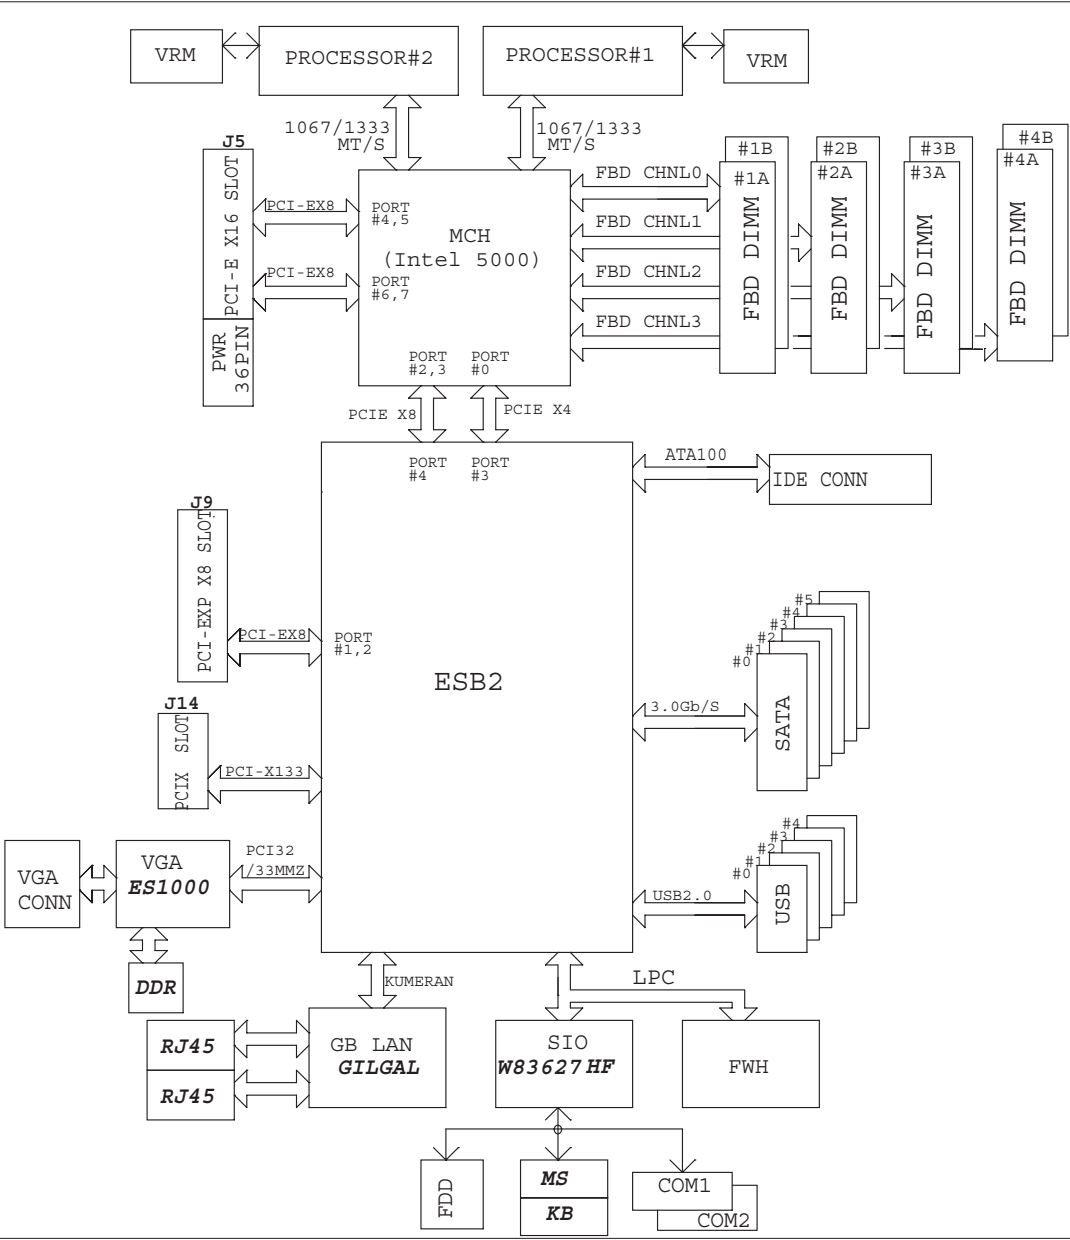 VRM
PROCESSOR#2
PROCESSOR#1
VRM
1067/1333
MT/S
1067/1333
MT/S
J5
PCI-E X16 SLOT
PWR
36PIN
PCI-EX8
PORT
#4,5
PCI-EX8
PORT
#6,7
MCH
(Intel 5000)
PORT
#2,3
PORT
#0
FBD CHNL0
FBD CHNL1
FBD CHNL2
FBD CHNL3
#1B
#1A
FBD DIMM
#2B
#2A
FBD DIMM
#3B
#3A
FBD DIMM
#4B
#4A
FBD DIMM
PCIE X8
PCIE X4
PORT
#4
PORT
#3
ATA100
IDE CONN
J9
PCI-EXP X8 SLOT
PCI-EX8
PORT
#1,2
ESB2
#5
#4
#3
#2
#1
#0
SATA
3.0Gb/S
J14
PCIX SLOT
PCI-X133
VGA
CONN
VGA
ES1000
PCI32
/33MMZ
DDR
#4
#3
#2
#1
#0
USB
USB2.0
KUMERAN
LPC
RJ45
RJ45
GB LAN
GILGAL
SIO
W83627HF
FWH
FDD
MS
KB
COM1
COM2